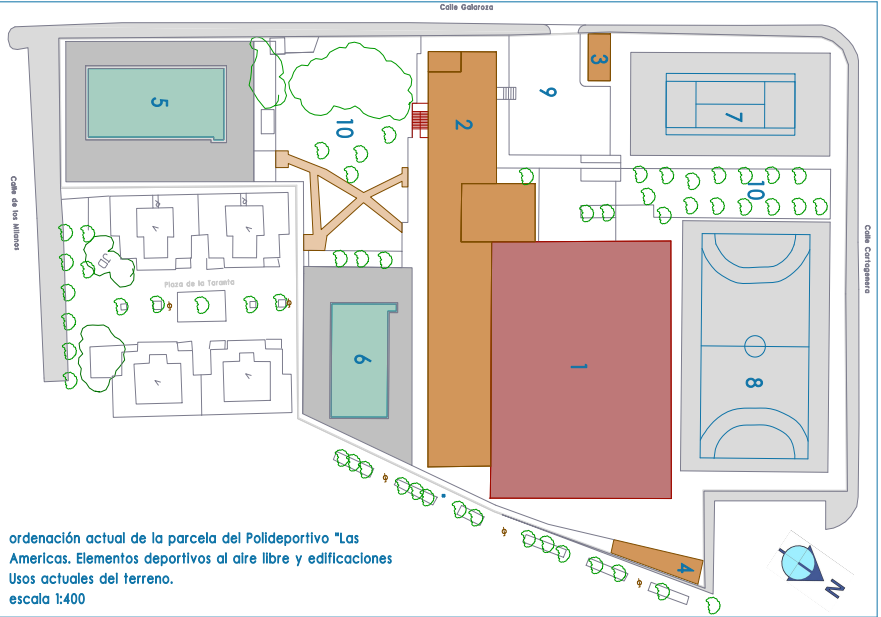 Calle Galaroza
3
5
2
9
7
10
10
Calle de los Milanos
Calle Cartagenera
Plaza de la Taranta
6
1
8
ordenación actual de la parcela del Polideportivo "Las
Americas. Elementos deportivos al aire libre y edificaciones
Usos actuales del terreno.
escala 1:400
4
N